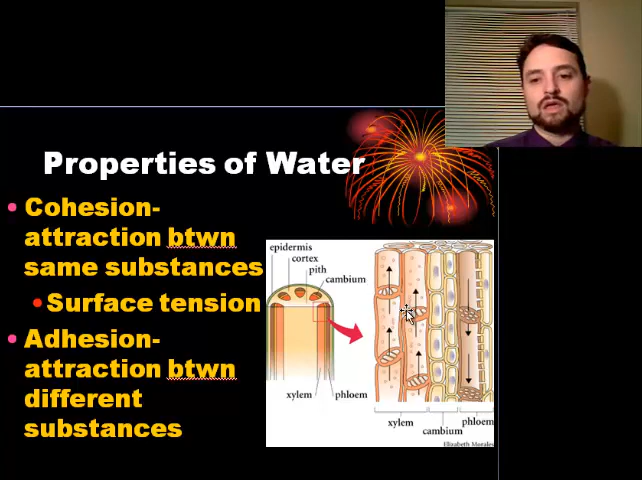 Properties of Water
Cohesion-
attraction btwn
same substances
Surface tension
Adhesion-
attraction btwn
different
substances
epidermis
cortex
pith
cambium
xylem
phloem
xylem
cambium
phloem
Elizabeth Morales